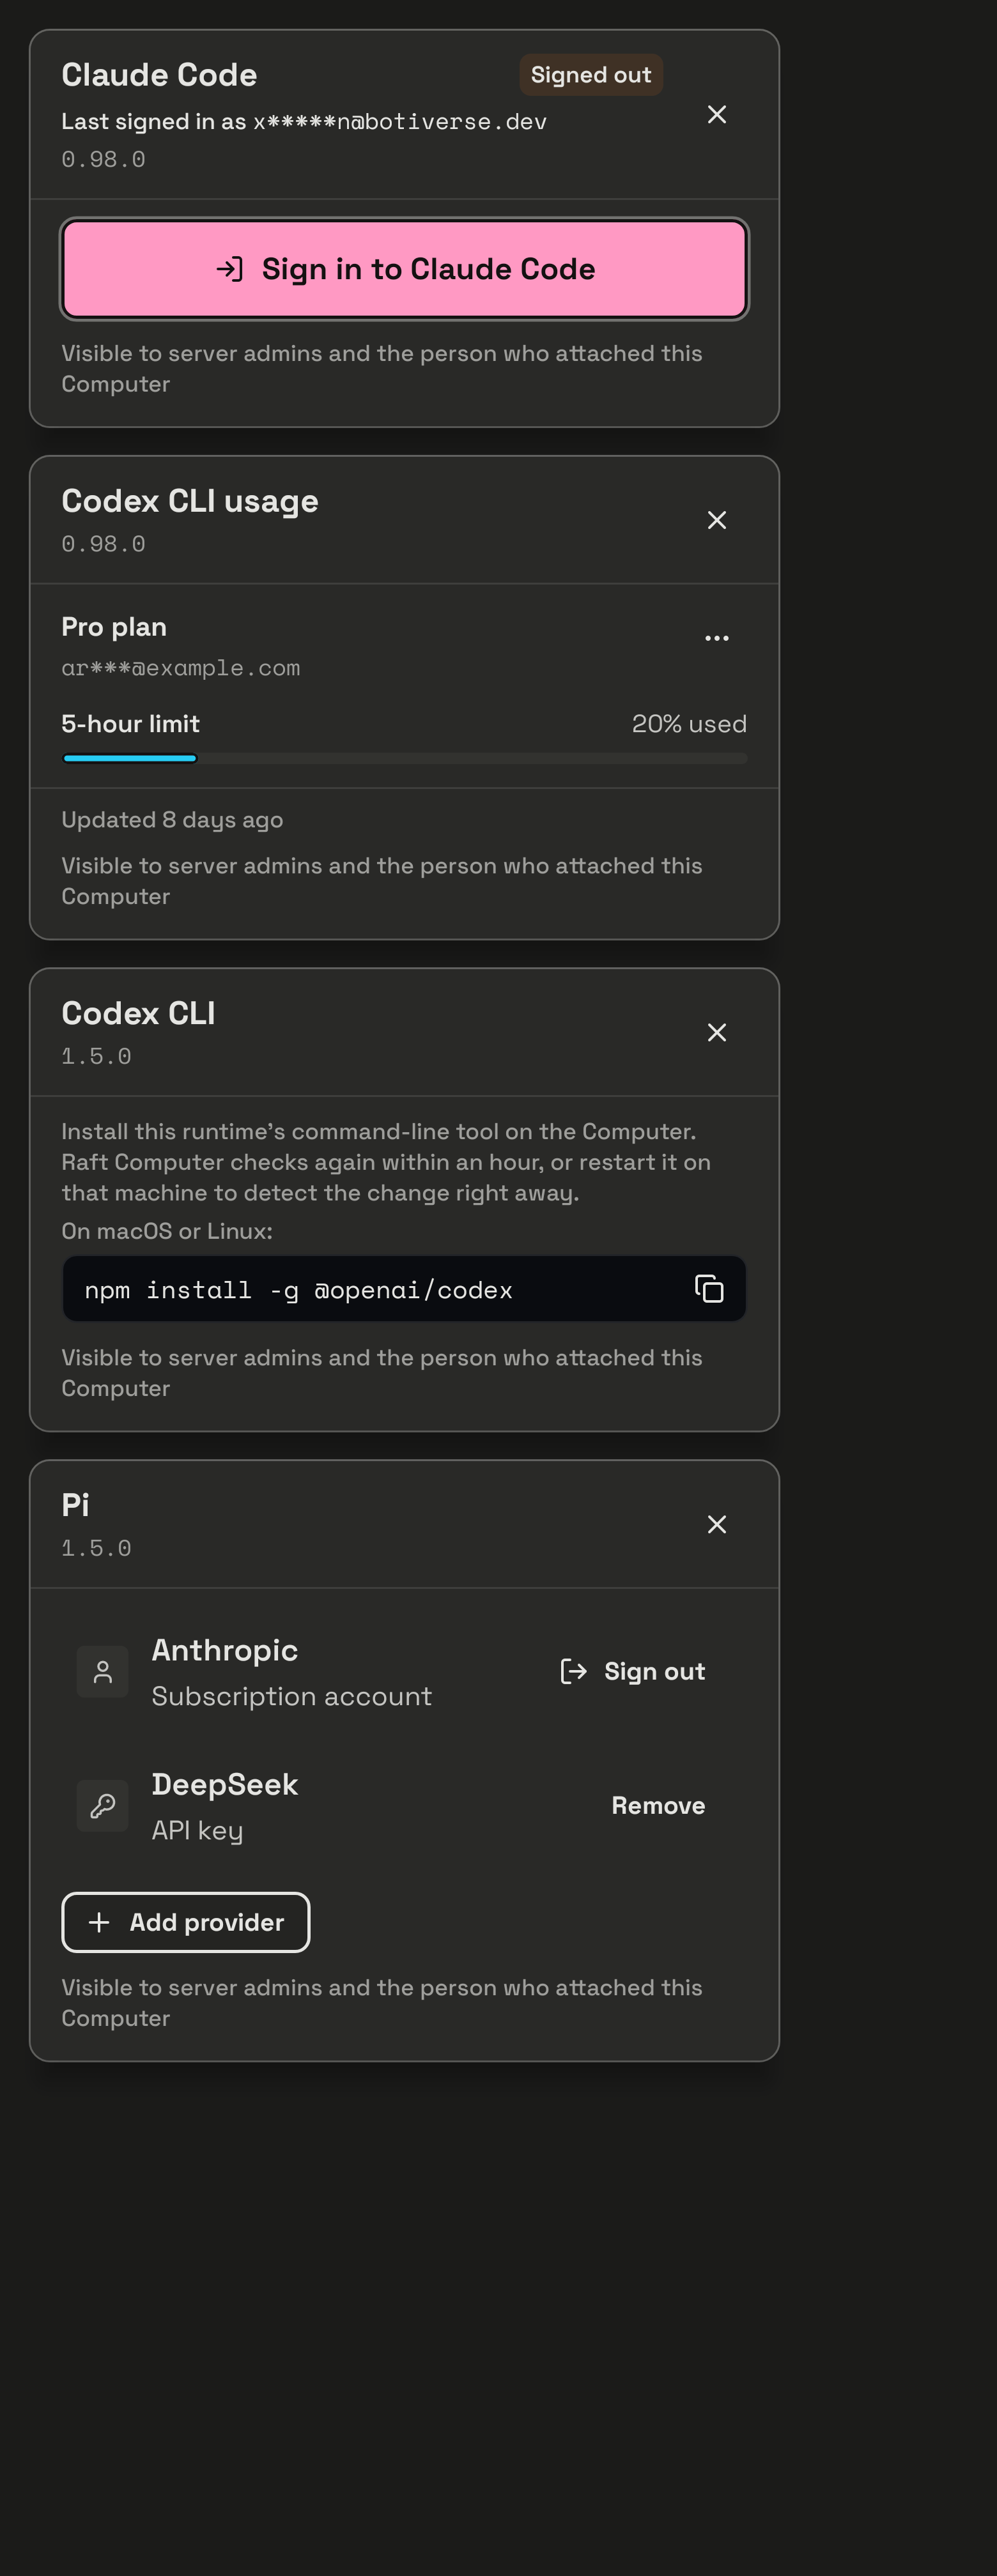 Claude Code
Signed out
Last signed in as x*****n@botiverse.dev
0.98.0
Sign in to Claude Code
Visible to server admins and the person who attached this
Computer
Codex CLI usage
0.98.0
Pro plan
ar***@example.com
5-hour limit
20% used
Updated 8 days ago
Visible to server admins and the person who attached this
Computer
Codex CLI
1.5.0
Install this runtime’s command-line tool on the Computer.
Raft Computer checks again within an hour, or restart it on
that machine to detect the change right away.
On macOS or Linux:
npm install -g @openai/codex
Visible to server admins and the person who attached this
Computer
Pi
1.5.0
Anthropic
Subscription account
Sign out
DeepSeek
API key
Remove
Add provider
Visible to server admins and the person who attached this
Computer